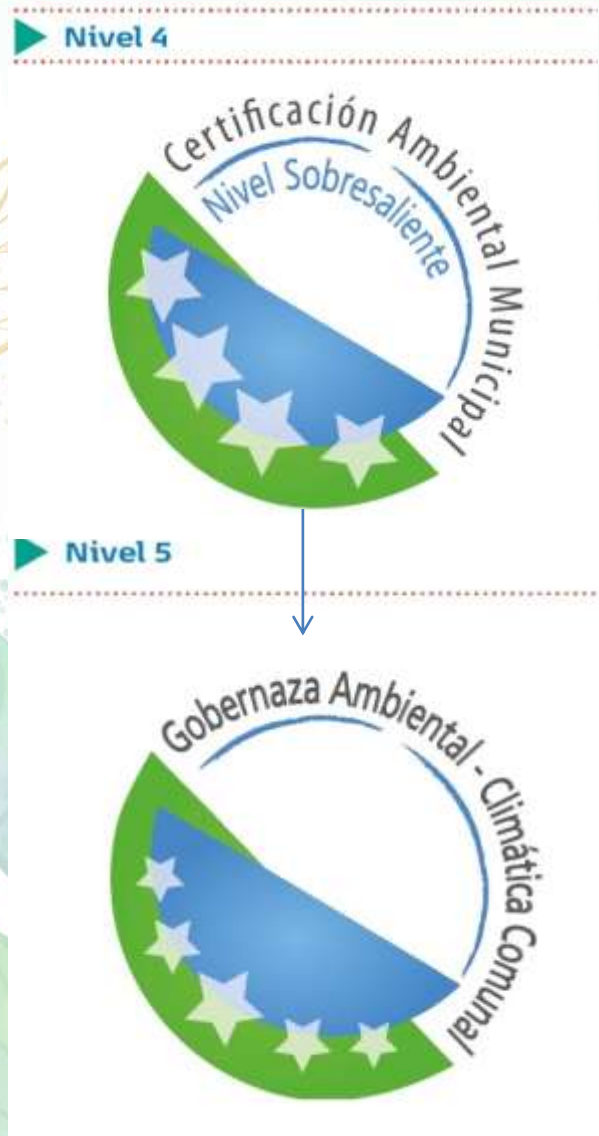 Nivel 4
Certificación Ambiental Municipal
Nivel Sobresaliente
Nivel 5
Gobernaza Ambiental - Climática Comunal